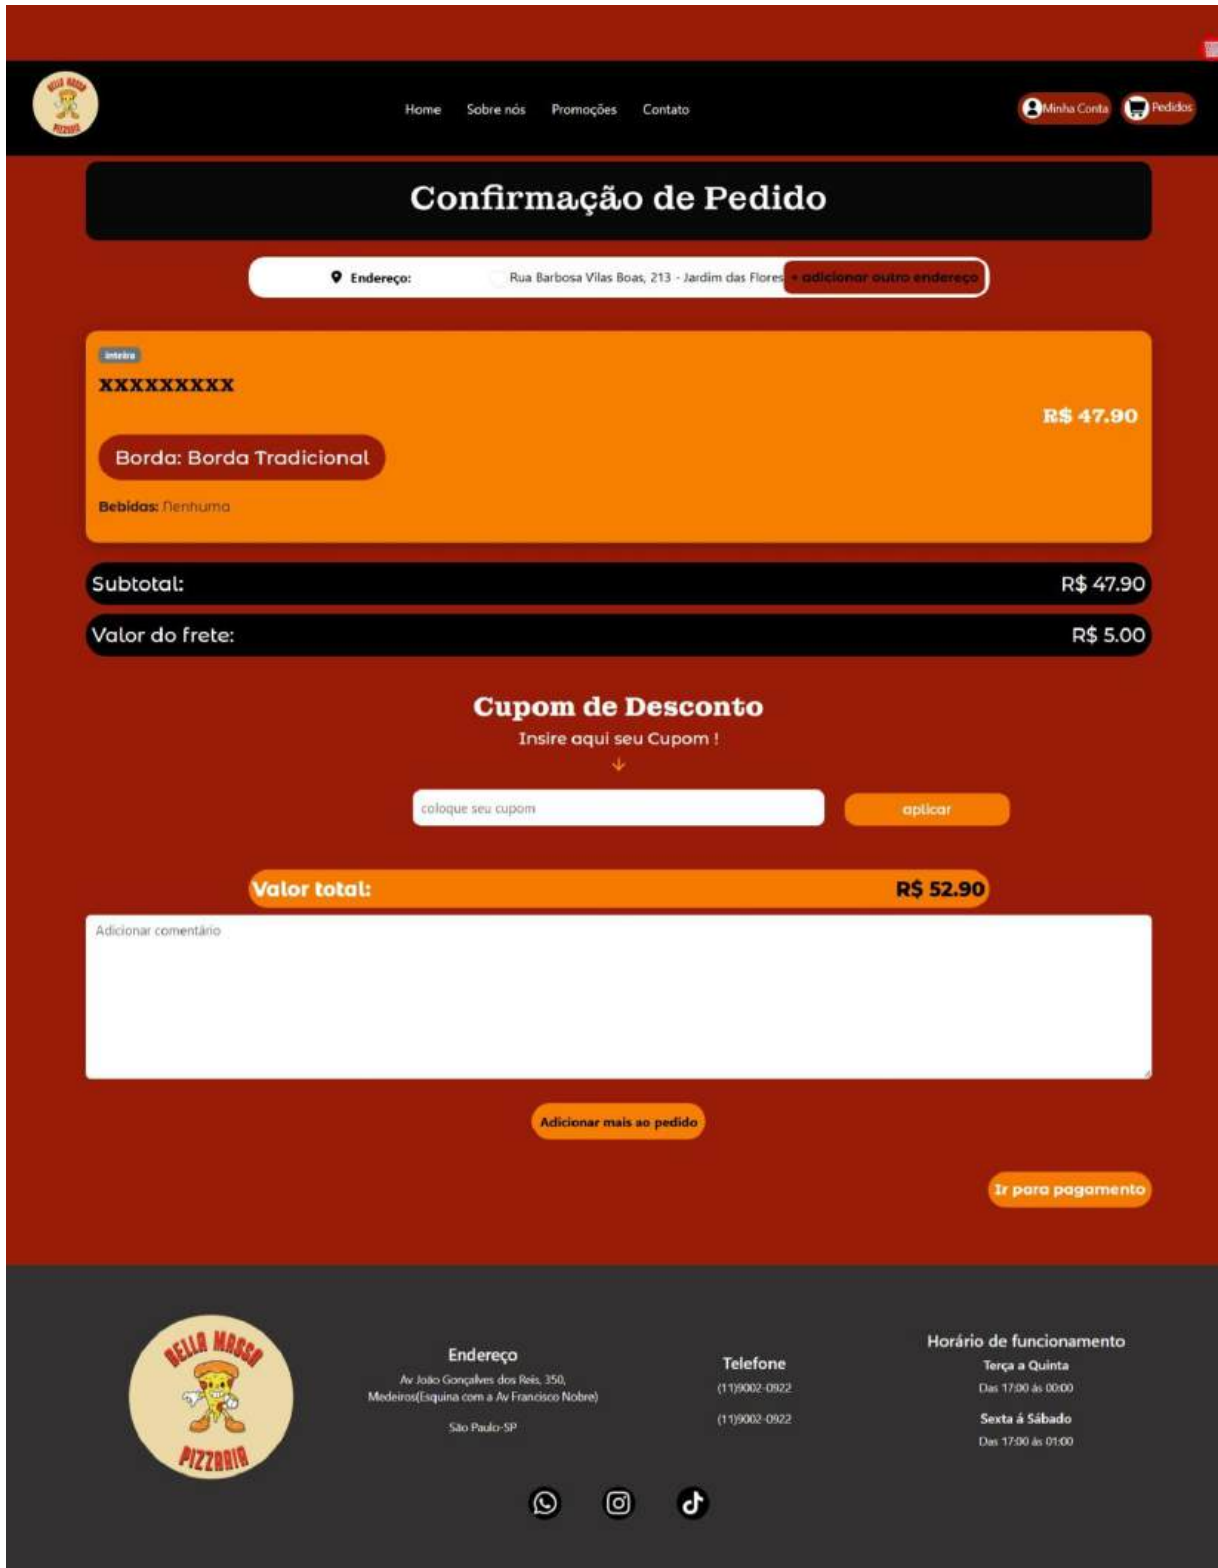 BELLA MASSA
PIZZARIA
Home Sobre nós Promoções Contato
Minha Conta Pedidos
Confirmação de Pedido
Endereço: Rua Barbosa Vilas Boas, 213 - Jardim das Flores + adicionar outro endereço
inteira
xxxxxxxxx
R$ 47.90
Borda: Borda Tradicional
Bebidas: Nenhuma
Subtotal: R$ 47.90
Valor do frete: R$ 5.00
Cupom de Desconto
Insire aqui seu Cupom !
coloque seu cupom aplicar
Valor total: R$ 52.90
Adicionar comentário
Adicionar mais ao pedido
Ir para pagamento
BELLA MASSA
PIZZARIA
Endereço
Av João Gonçalves dos Reis, 350,
Medeiros(Esquina com a Av Francisco Nobre)
São Paulo-SP
Telefone
(11)9002-0922
(11)9002-0922
Horário de funcionamento
Terça a Quinta
Das 17:00 ás 00:00
Sexta á Sábado
Das 17:00 ás 01:00